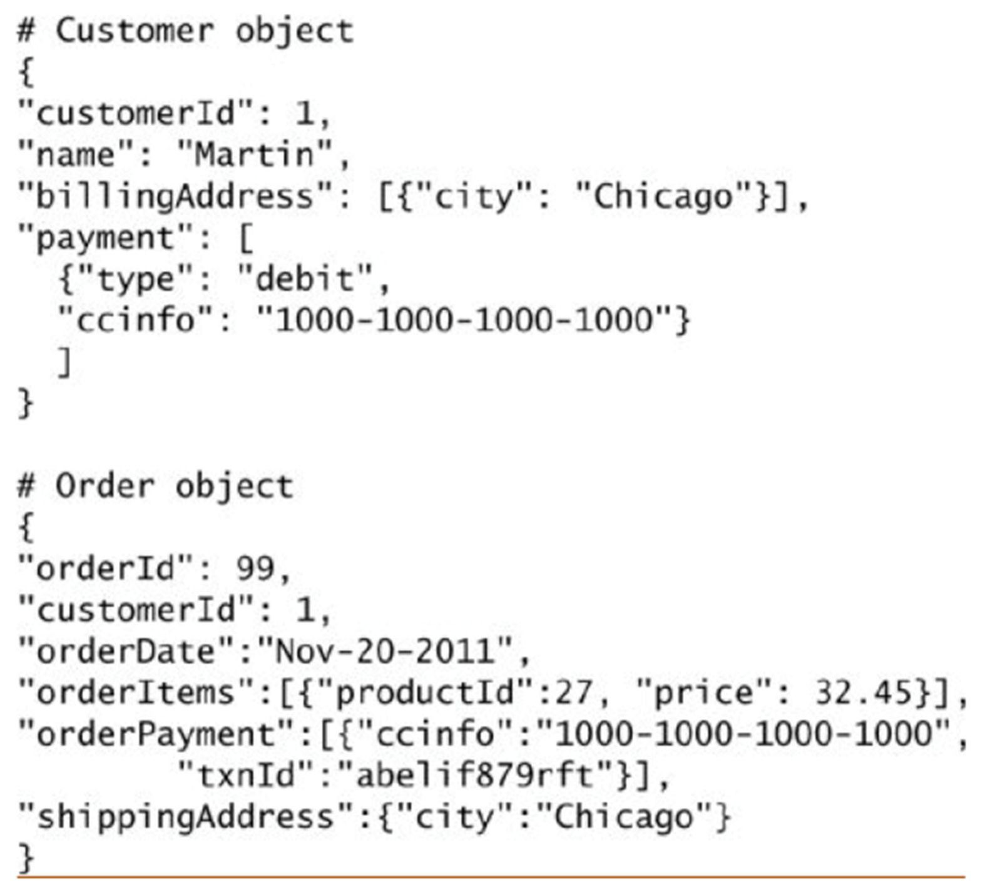 # Customer object
{
"customerId": 1,
"name": "Martin",
"billingAddress": [{"city": "Chicago"}],
"payment": [
   {"type": "debit",
   "ccinfo": "1000-1000-1000-1000"}
   ]
}

# Order object
{
"orderId": 99,
"customerId": 1,
"orderDate":"Nov-20-2011",
"orderItems":[{"productId":27, "price": 32.45}],
"orderPayment":[{"ccinfo":"1000-1000-1000-1000",
        "txnId":"abelif879rft"}],
"shippingAddress":{"city":"Chicago"}
}